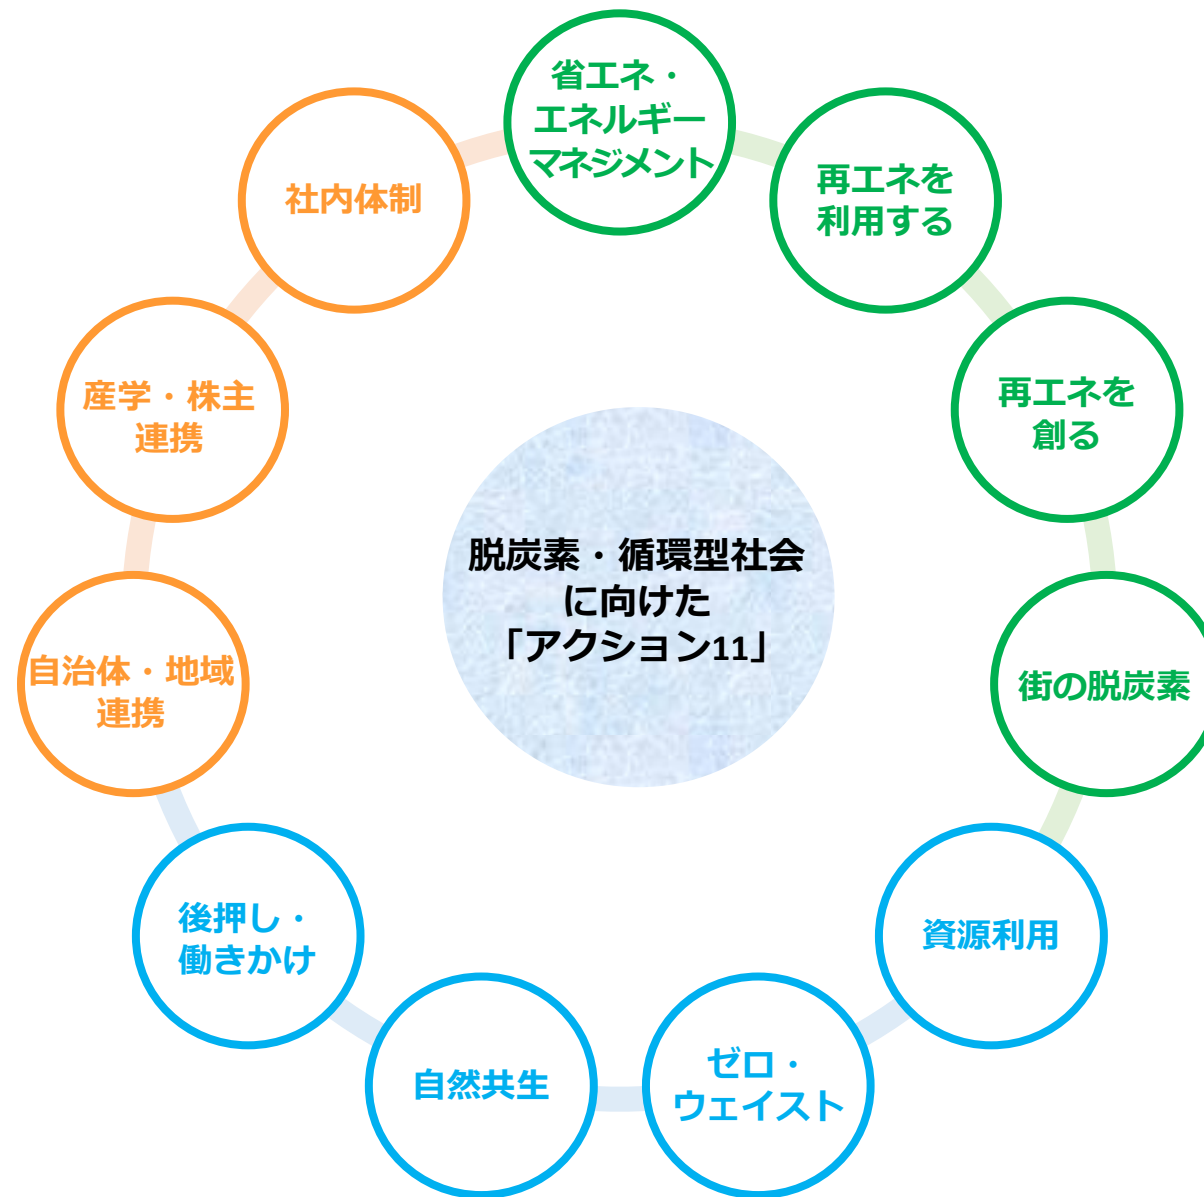 省エネ・
エネルギー
マネジメント
再エネを
利用する
再エネを
創る
街の脱炭素
資源利用
ゼロ・
ウェイスト
自然共生
後押し・
働きかけ
自治体・地域
連携
産学・株主
連携
社内体制
脱炭素・循環型社会
に向けた
「アクション11」